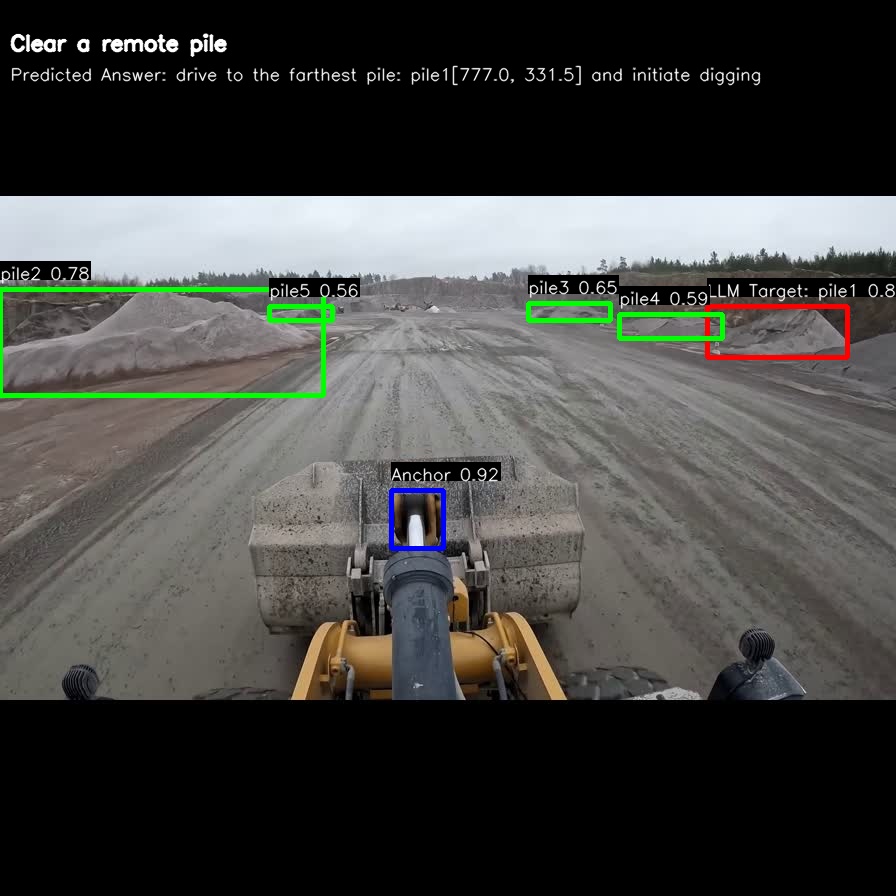 Clear a remote pile
Predicted Answer: drive to the farthest pile: pile1[777.0, 331.5] and initiate digging
pile2 0.78
pile5 0.56
pile3 0.65
pile4 0.59
LLM Target: pile1 0.8
Anchor 0.92